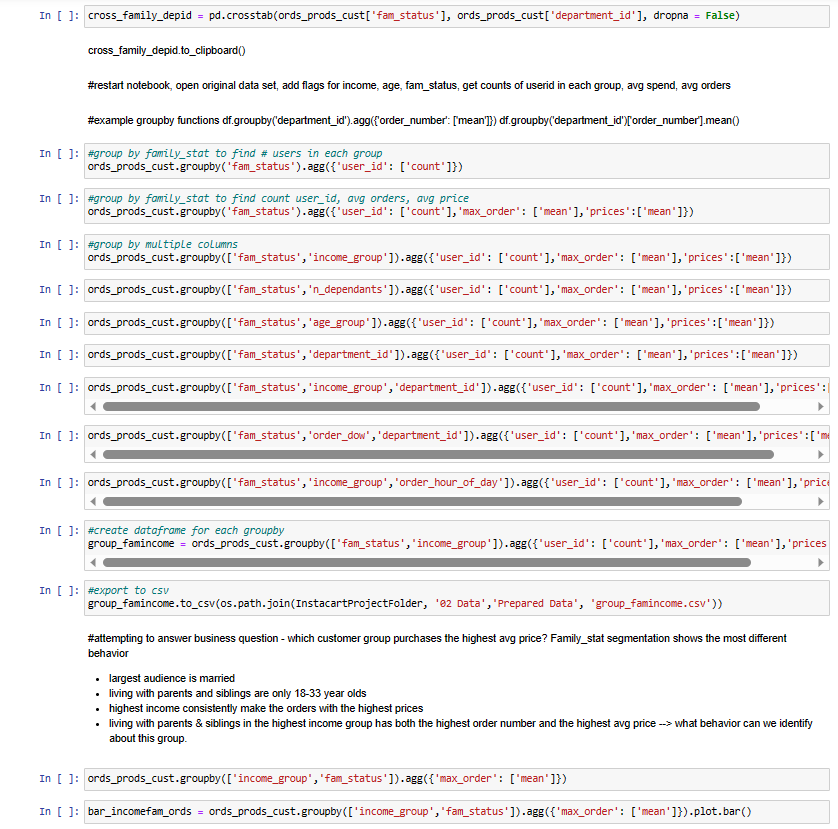 In [ ]: cross_family_depid = pd.crosstab(ords_prods_cust['fam_status'], ords_prods_cust['department_id'], dropna = False)
cross_family_depid.to_clipboard()
#restart notebook, open original data set, add flags for income, age, fam_status, get counts of userid in each group, avg spend, avg orders
#example groupby functions df.groupby('department_id').agg({'order_number': ['mean']}) df.groupby('department_id')['order_number'].mean()
In [ ]: #group by family_stat to find # users in each group
ords_prods_cust.groupby('fam_status').agg({'user_id': ['count']})
In [ ]: #group by family_stat to find count user_id, avg orders, avg price
ords_prods_cust.groupby('fam_status').agg({'user_id': ['count'],'max_order': ['mean'],'prices':['mean']})
In [ ]: #group by multiple columns
ords_prods_cust.groupby(['fam_status','income_group']).agg({'user_id': ['count'],'max_order': ['mean'],'prices':['mean']})
In [ ]: ords_prods_cust.groupby(['fam_status','n_dependants']).agg({'user_id': ['count'],'max_order': ['mean'],'prices':['mean']})
In [ ]: ords_prods_cust.groupby(['fam_status','age_group']).agg({'user_id': ['count'],'max_order': ['mean'],'prices':['mean']})
In [ ]: ords_prods_cust.groupby(['fam_status','department_id']).agg({'user_id': ['count'],'max_order': ['mean'],'prices':['mean']})
In [ ]: ords_prods_cust.groupby(['fam_status','income_group','department_id']).agg({'user_id': ['count'],'max_order': ['mean'],'prices':[
In [ ]: ords_prods_cust.groupby(['fam_status','order_dow','department_id']).agg({'user_id': ['count'],'max_order': ['mean'],'prices':['me
In [ ]: ords_prods_cust.groupby(['fam_status','income_group','order_hour_of_day']).agg({'user_id': ['count'],'max_order': ['mean'],'price
In [ ]: #create dataframe for each groupby
group_famincome = ords_prods_cust.groupby(['fam_status','income_group']).agg({'user_id': ['count'],'max_order': ['mean'],'prices
In [ ]: #export to csv
group_famincome.to_csv(os.path.join(InstacartProjectFolder, '02 Data','Prepared Data', 'group_famincome.csv'))
#attempting to answer business question - which customer group purchases the highest avg price? Family_stat segmentation shows the most different
behavior
• largest audience is married
• living with parents and siblings are only 18-33 year olds
• highest income consistently make the orders with the highest prices
• living with parents & siblings in the highest income group has both the highest order number and the highest avg price --> what behavior can we identify
about this group.
In [ ]: ords_prods_cust.groupby(['income_group','fam_status']).agg({'max_order': ['mean']})
In [ ]: bar_incomefam_ords = ords_prods_cust.groupby(['income_group','fam_status']).agg({'max_order': ['mean']}).plot.bar()